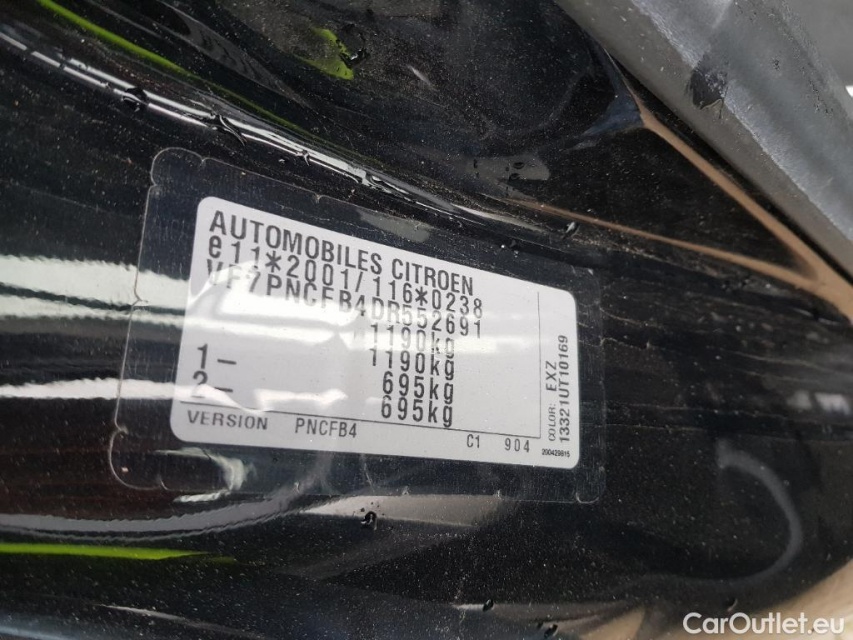 AUTOMOBILES CITROEN
e11*2001/116*0238
VF7PNCFB4DR552691
1190kg
1190kg
1- 695kg
2- 695kg
VERSION PNCFB4
C1 904
COLOR: EXZ
13321UT10169
200429815
CarOutlet.eu